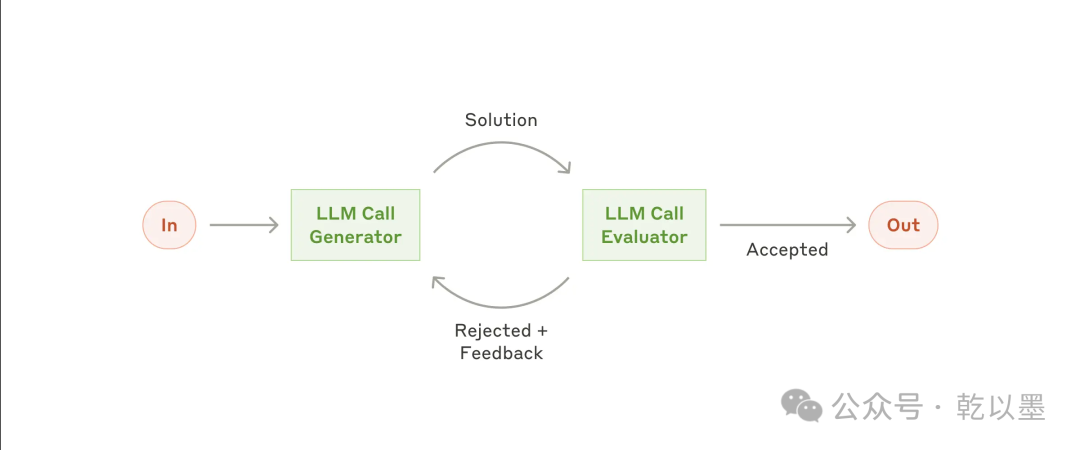 Solution
In
LLM Call
Generator
LLM Call
Evaluator
Out
Accepted
Rejected +
Feedback
公众号 · 乾以墨